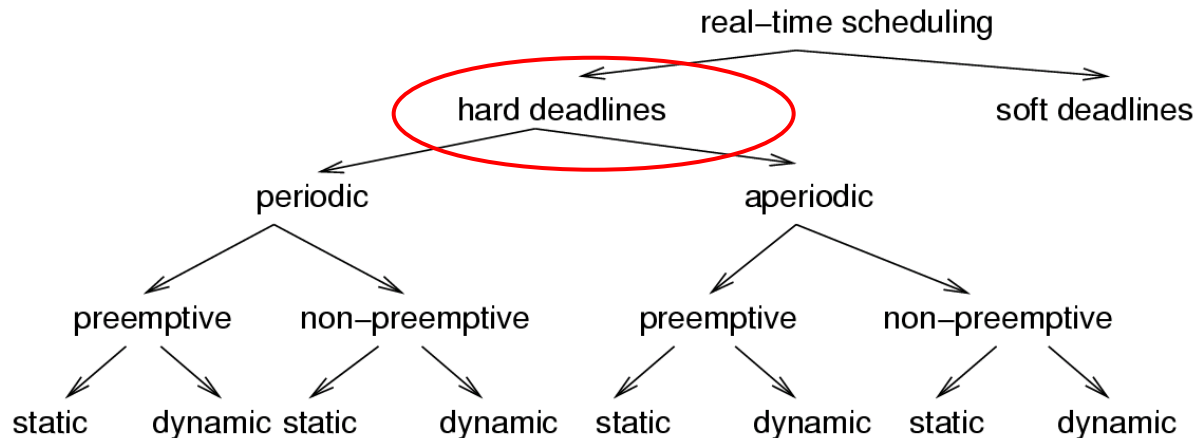 real−time scheduling
hard deadlines soft deadlines
periodic aperiodic
preemptive non−preemptive preemptive non−preemptive
static dynamic static dynamic static dynamic static dynamic